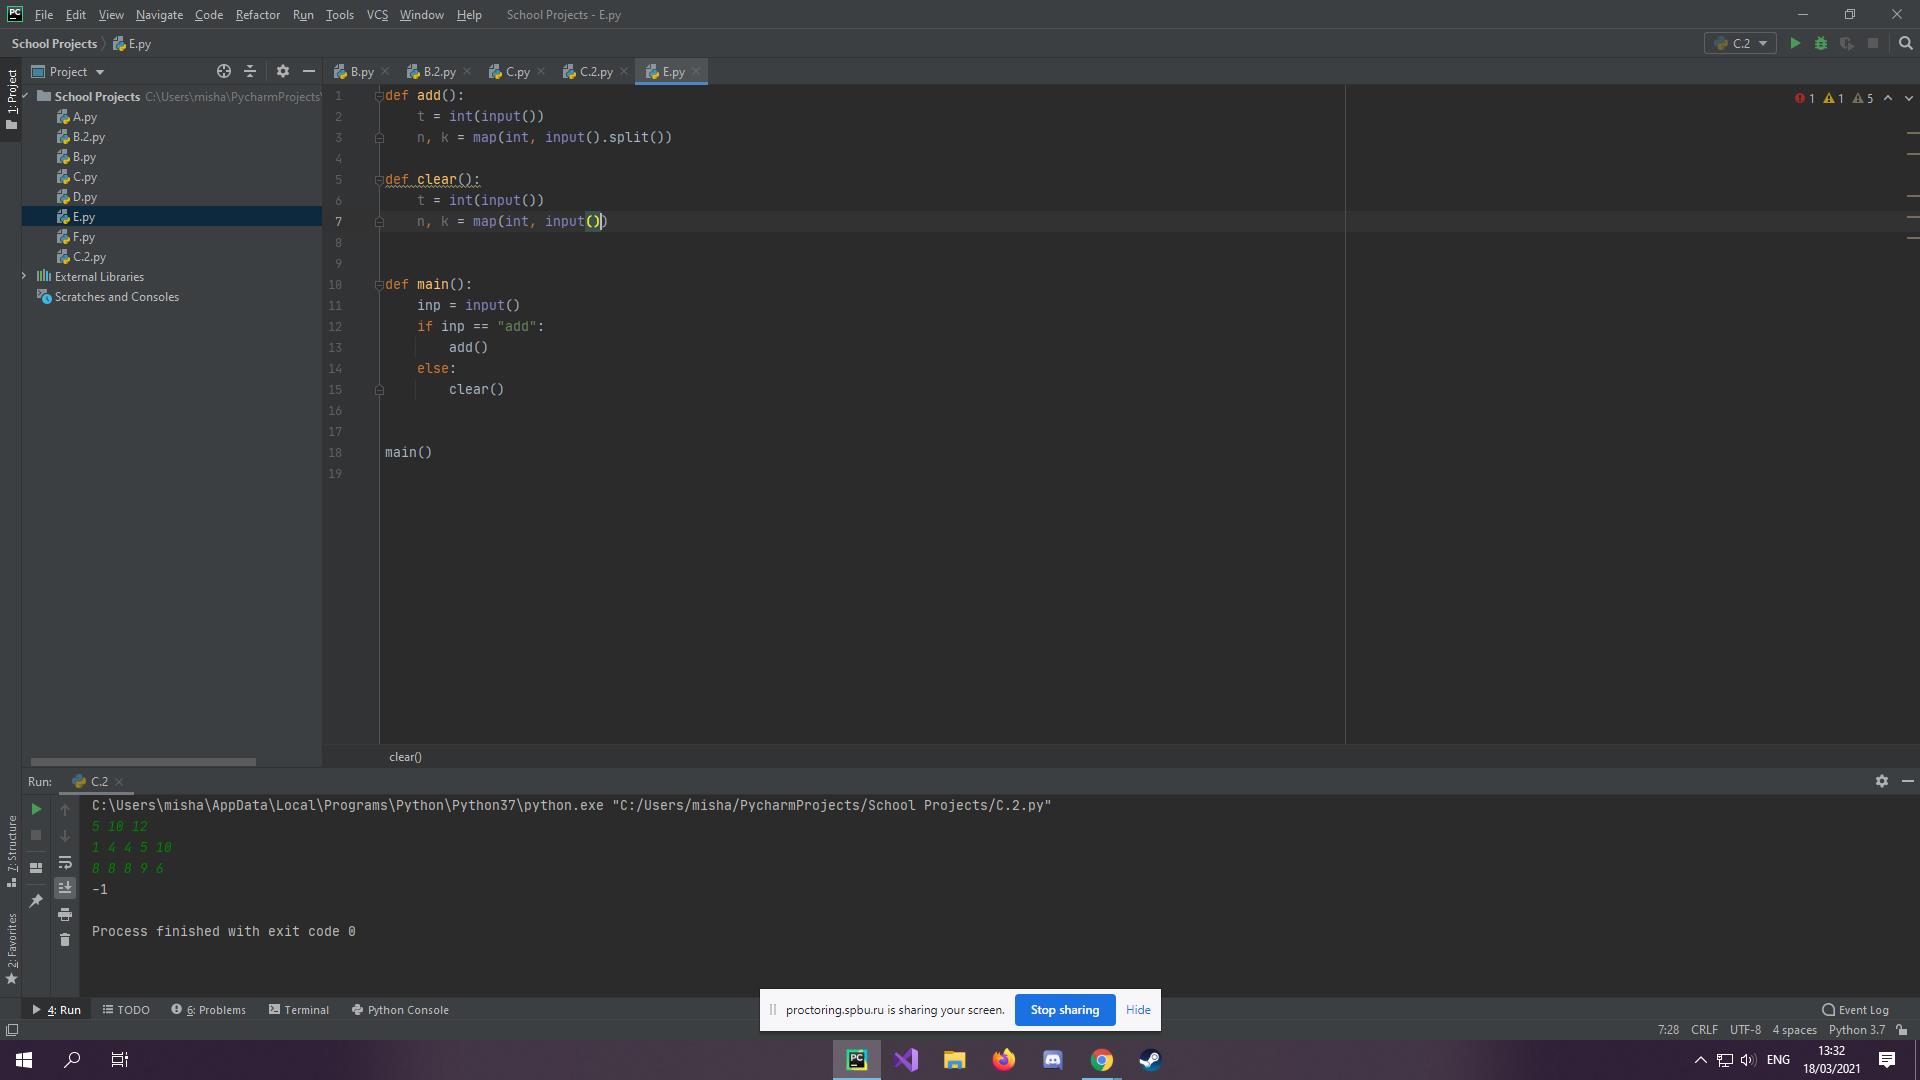 PC File Edit View Navigate Code Refactor Run Tools VCS Window Help School Projects - E.py
School Projects E.py C.2
Project B.py B.2.py C.py C.2.py E.py
1: Project
School Projects C:\Users\misha\PycharmProjects\
A.py
B.2.py
B.py
C.py
D.py
E.py
F.py
C.2.py
External Libraries
Scratches and Consoles
1 1 5
1 def add():
2 t = int(input())
3 n, k = map(int, input().split())
4
5 def clear():
6 t = int(input())
7 n, k = map(int, input())
8
9
10 def main():
11 inp = input()
12 if inp == "add":
13 add()
14 else:
15 clear()
16
17
18 main()
19
clear()
Run: C.2
C:\Users\misha\AppData\Local\Programs\Python\Python37\python.exe "C:/Users/misha/PycharmProjects/School Projects/C.2.py"
5 10 12
1 4 4 5 10
8 8 8 9 6
-1
Process finished with exit code 0
7: Structure
2: Favorites
proctoring.spbu.ru is sharing your screen. Stop sharing Hide
4: Run TODO 6: Problems Terminal Python Console Event Log
7:28 CRLF UTF-8 4 spaces Python 3.7
PC ENG 13:32
18/03/2021